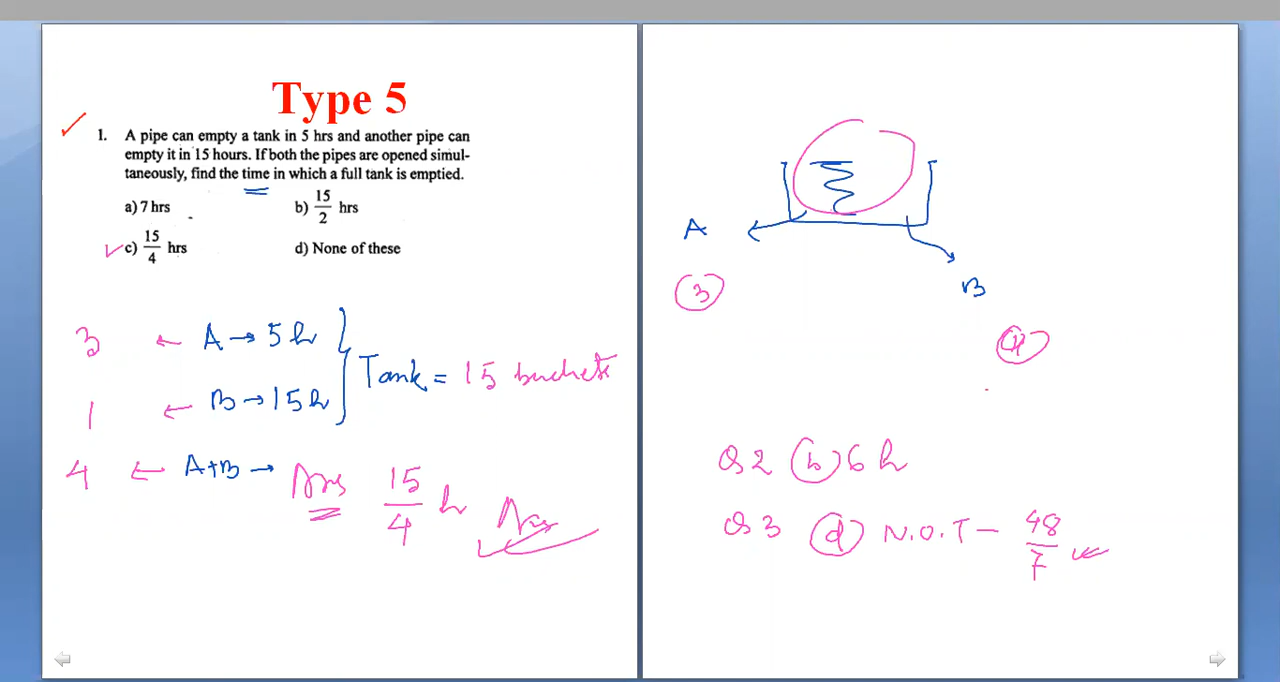 Type 5
1. A pipe can empty a tank in 5 hrs and another pipe can
empty it in 15 hours. If both the pipes are opened simul-
taneously, find the time in which a full tank is emptied.
a) 7 hrs b) 15/2 hrs
c) 15/4 hrs d) None of these
3 ← A → 5 h
Tank = 15 buckets
1 ← B → 15 h
4 ← A+B → Ans 15/4 h Ans
A
3
B
Q2 (b) 6 h
Q3 (d) N.O.T - 48/7